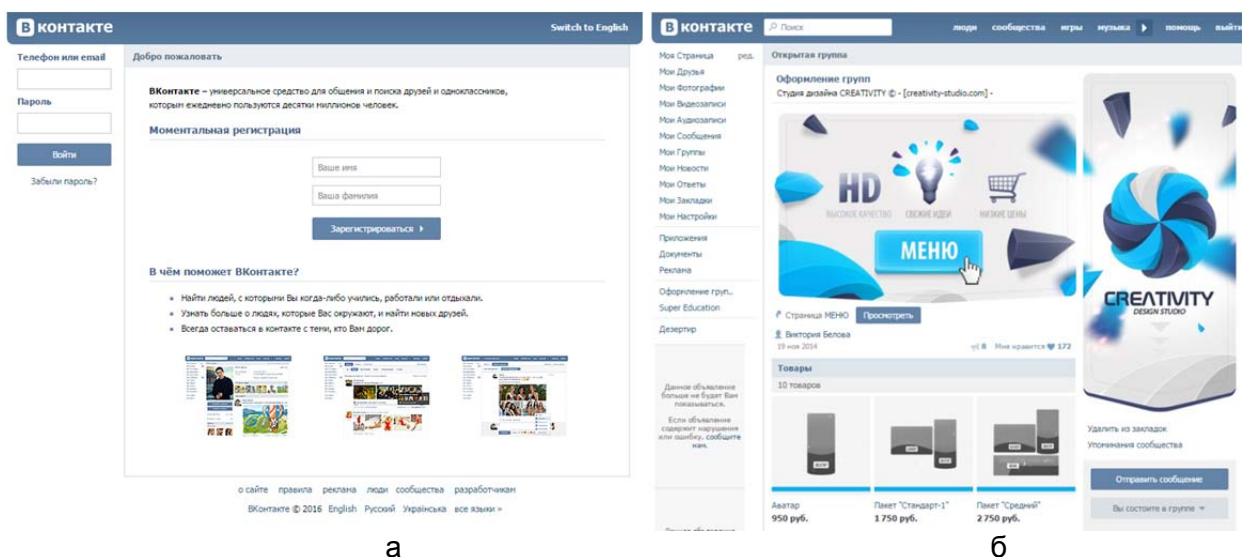 В контакте
Switch to English
Телефон или email
Пароль
Войти
Забыли пароль?
Добро пожаловать
ВКонтакте – универсальное средство для общения и поиска друзей и одноклассников,
которым ежедневно пользуются десятки миллионов человек.
Моментальная регистрация
Ваше имя
Ваша фамилия
Зарегистрироваться
В чём поможет ВКонтакте?
Найти людей, с которыми Вы когда-либо учились, работали или отдыхали.
Узнать больше о людях, которые Вас окружают, и найти новых друзей.
Всегда оставаться в контакте с теми, кто Вам дорог.
о сайте правила реклама люди сообщества разработчикам
ВКонтакте © 2016 English Русский Українська все языки »
а
В контакте
Поиск
люди сообщества игры музыка помощь выйти
Моя Страница ред.
Мои Друзья
Мои Фотографии
Мои Видеозаписи
Мои Аудиозаписи
Мои Сообщения
Мои Группы
Мои Новости
Мои Ответы
Мои Закладки
Мои Настройки
Приложения
Документы
Реклама
Оформление груп..
Super Education
Дезертир
Данное объявление
больше не будет Вам
показываться.
Если объявление
содержит нарушения
или ошибку, сообщите
нам.
Открытая группа
Оформление групп
Студия дизайна CREATIVITY © - [creativity-studio.com] -
HD
ВЫСОКОЕ КАЧЕСТВО
СВЕЖИЕ ИДЕИ
НИЗКИЕ ЦЕНЫ
МЕНЮ
Страница МЕНЮ Просмотреть
Виктория Белова
19 ноя 2014
8 Мне нравится 172
Товары
10 товаров
Аватар
950 руб.
Пакет "Стандарт-1"
1 750 руб.
Пакет "Средний"
2 750 руб.
CREATIVITY
DESIGN STUDIO
Удалить из закладок
Упоминания сообщества
Отправить сообщение
Вы состоите в группе
б